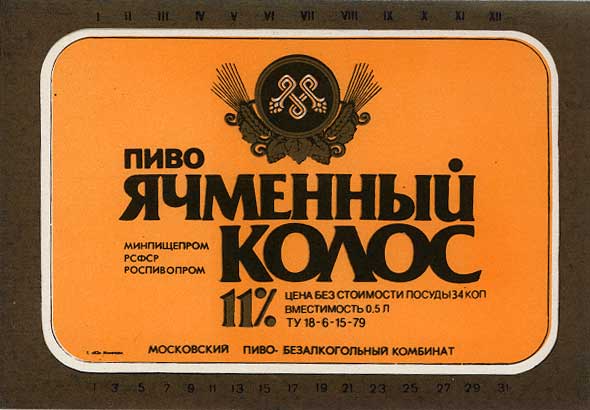 I II III IV V VI VII VIII IX X XI XII
ПИВО
ЯЧМЕННЫЙ
КОЛОС
МИНПИЩЕПРОМ
РСФСР
РОСПИВОПРОМ
11% ЦЕНА БЕЗ СТОИМОСТИ ПОСУДЫ 34 КОП
ВМЕСТИМОСТЬ 0,5 Л
ТУ 18-6-15-79
МОСКОВСКИЙ ПИВО- БЕЗАЛКОГОЛЬНЫЙ КОМБИНАТ
1 3 5 7 9 11 13 15 17 19 21 23 25 27 29 31